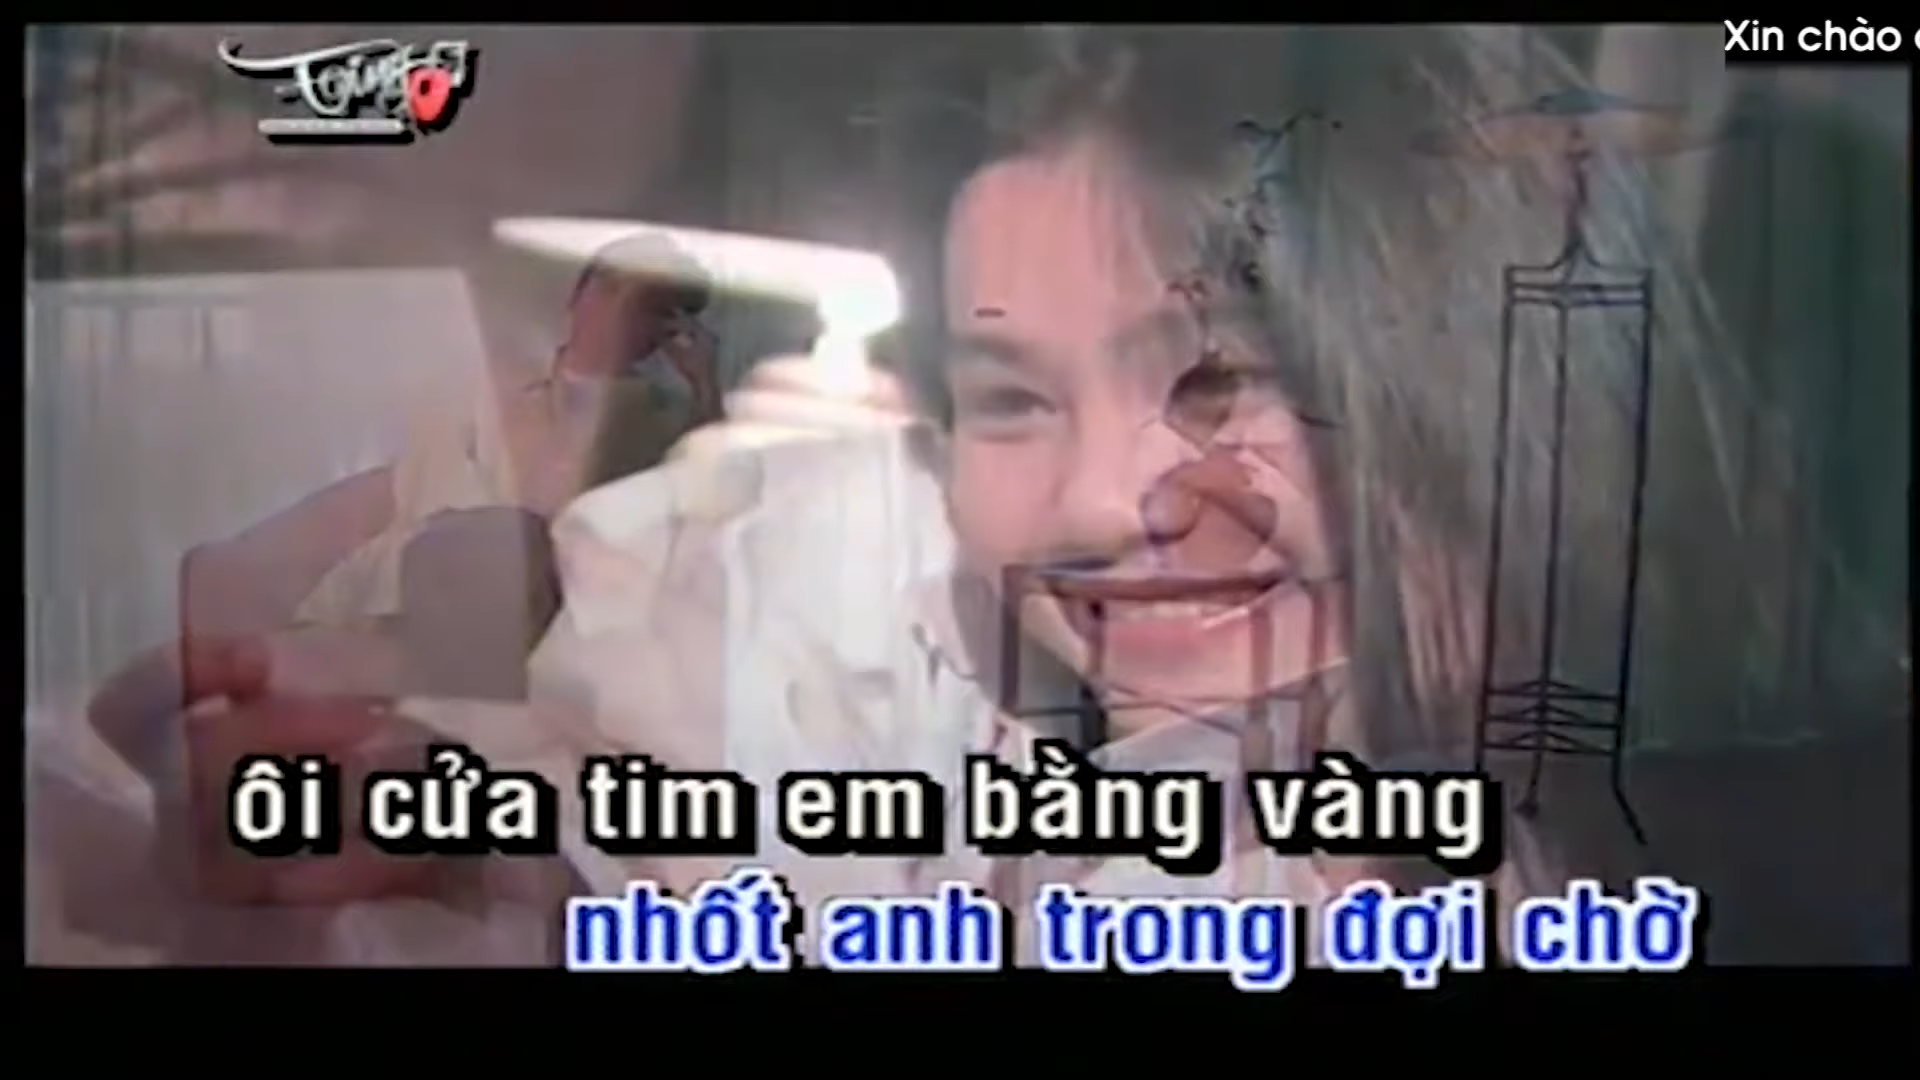 Xin chào
ôi cửa tim em bằng vàng
nhốt anh trong đợi chờ